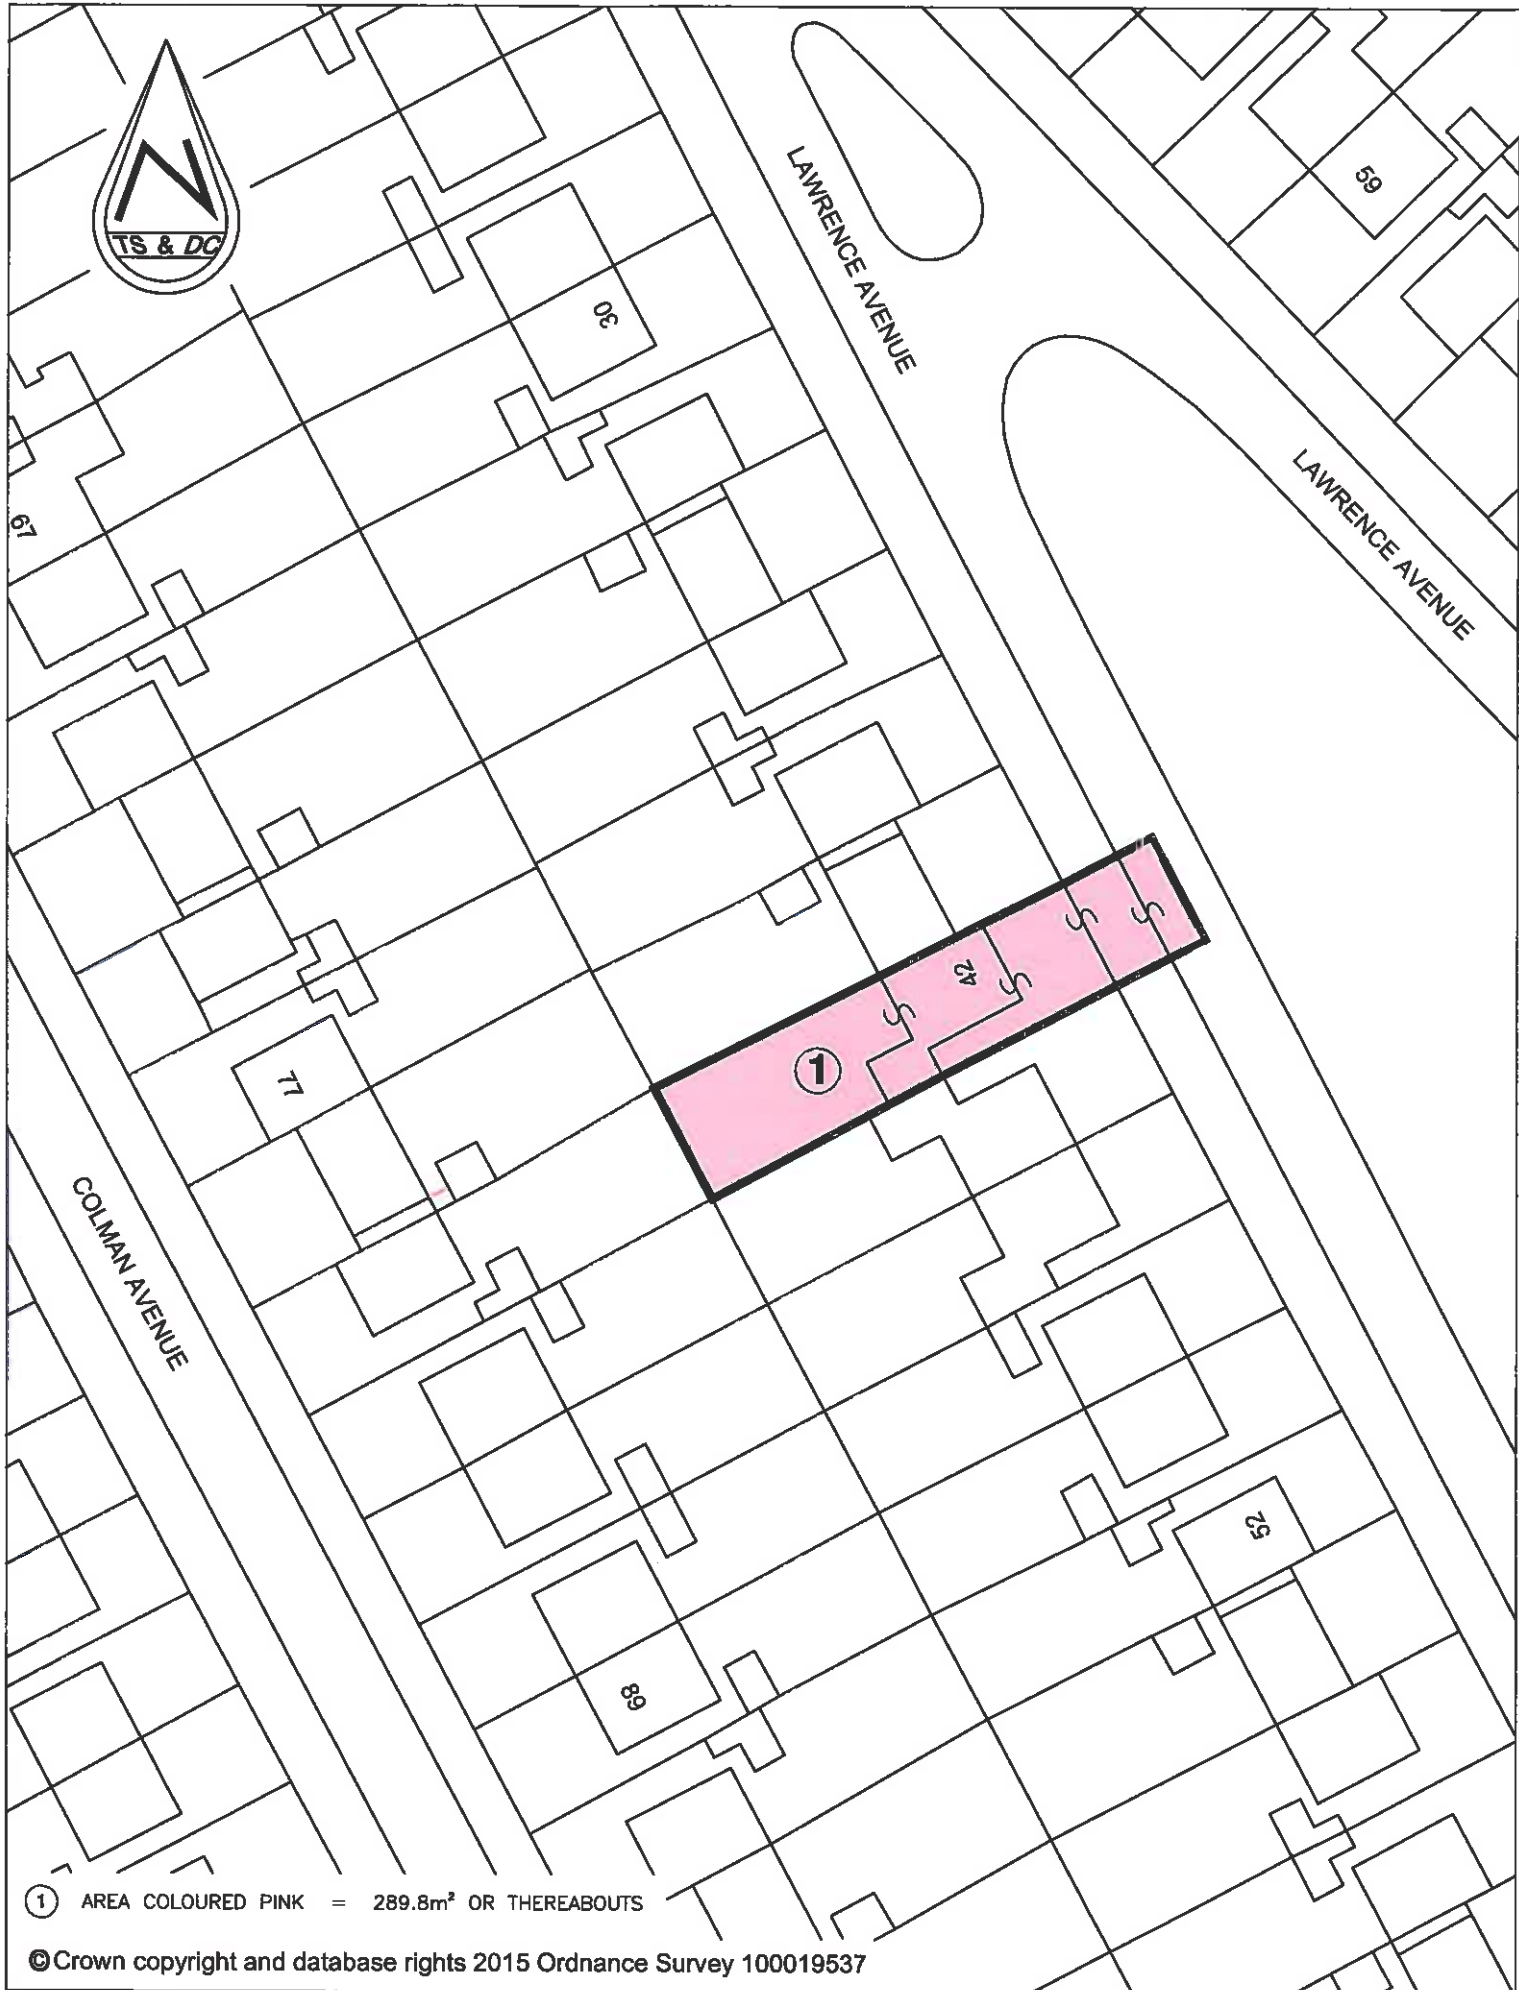 N
TS & DC
LAWRENCE AVENUE
59
30
LAWRENCE AVENUE
67
42
1
77
COLMAN AVENUE
52
89
1 AREA COLOURED PINK = 289.8m² OR THEREABOUTS
©Crown copyright and database rights 2015 Ordnance Survey 100019537